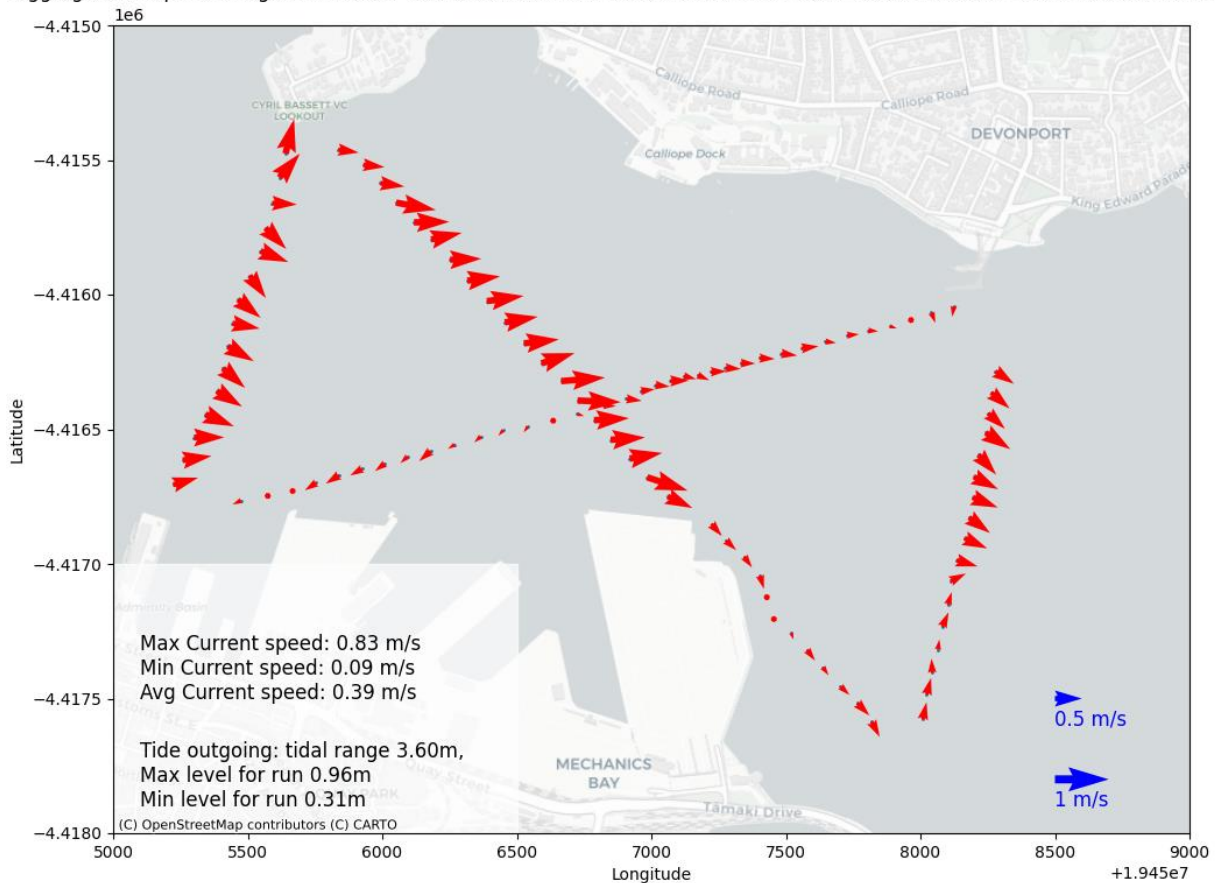 1e6
−4.4150
−4.4155
−4.4160
−4.4165
−4.4170
−4.4175
−4.4180
Latitude
CYRIL BASSETT VC
LOOKOUT
Calliope Road
Calliope Road
DEVONPORT
Calliope Dock
King Edward Parade
Max Current speed: 0.83 m/s
Min Current speed: 0.09 m/s
Avg Current speed: 0.39 m/s
Tide outgoing: tidal range 3.60m,
Max level for run 0.96m
Min level for run 0.31m
Quay Street
MECHANICS
BAY
Tāmaki Drive
0.5 m/s
1 m/s
(C) OpenStreetMap contributors (C) CARTO
5000 5500 6000 6500 7000 7500 8000 8500 9000
Longitude
+1.945e7